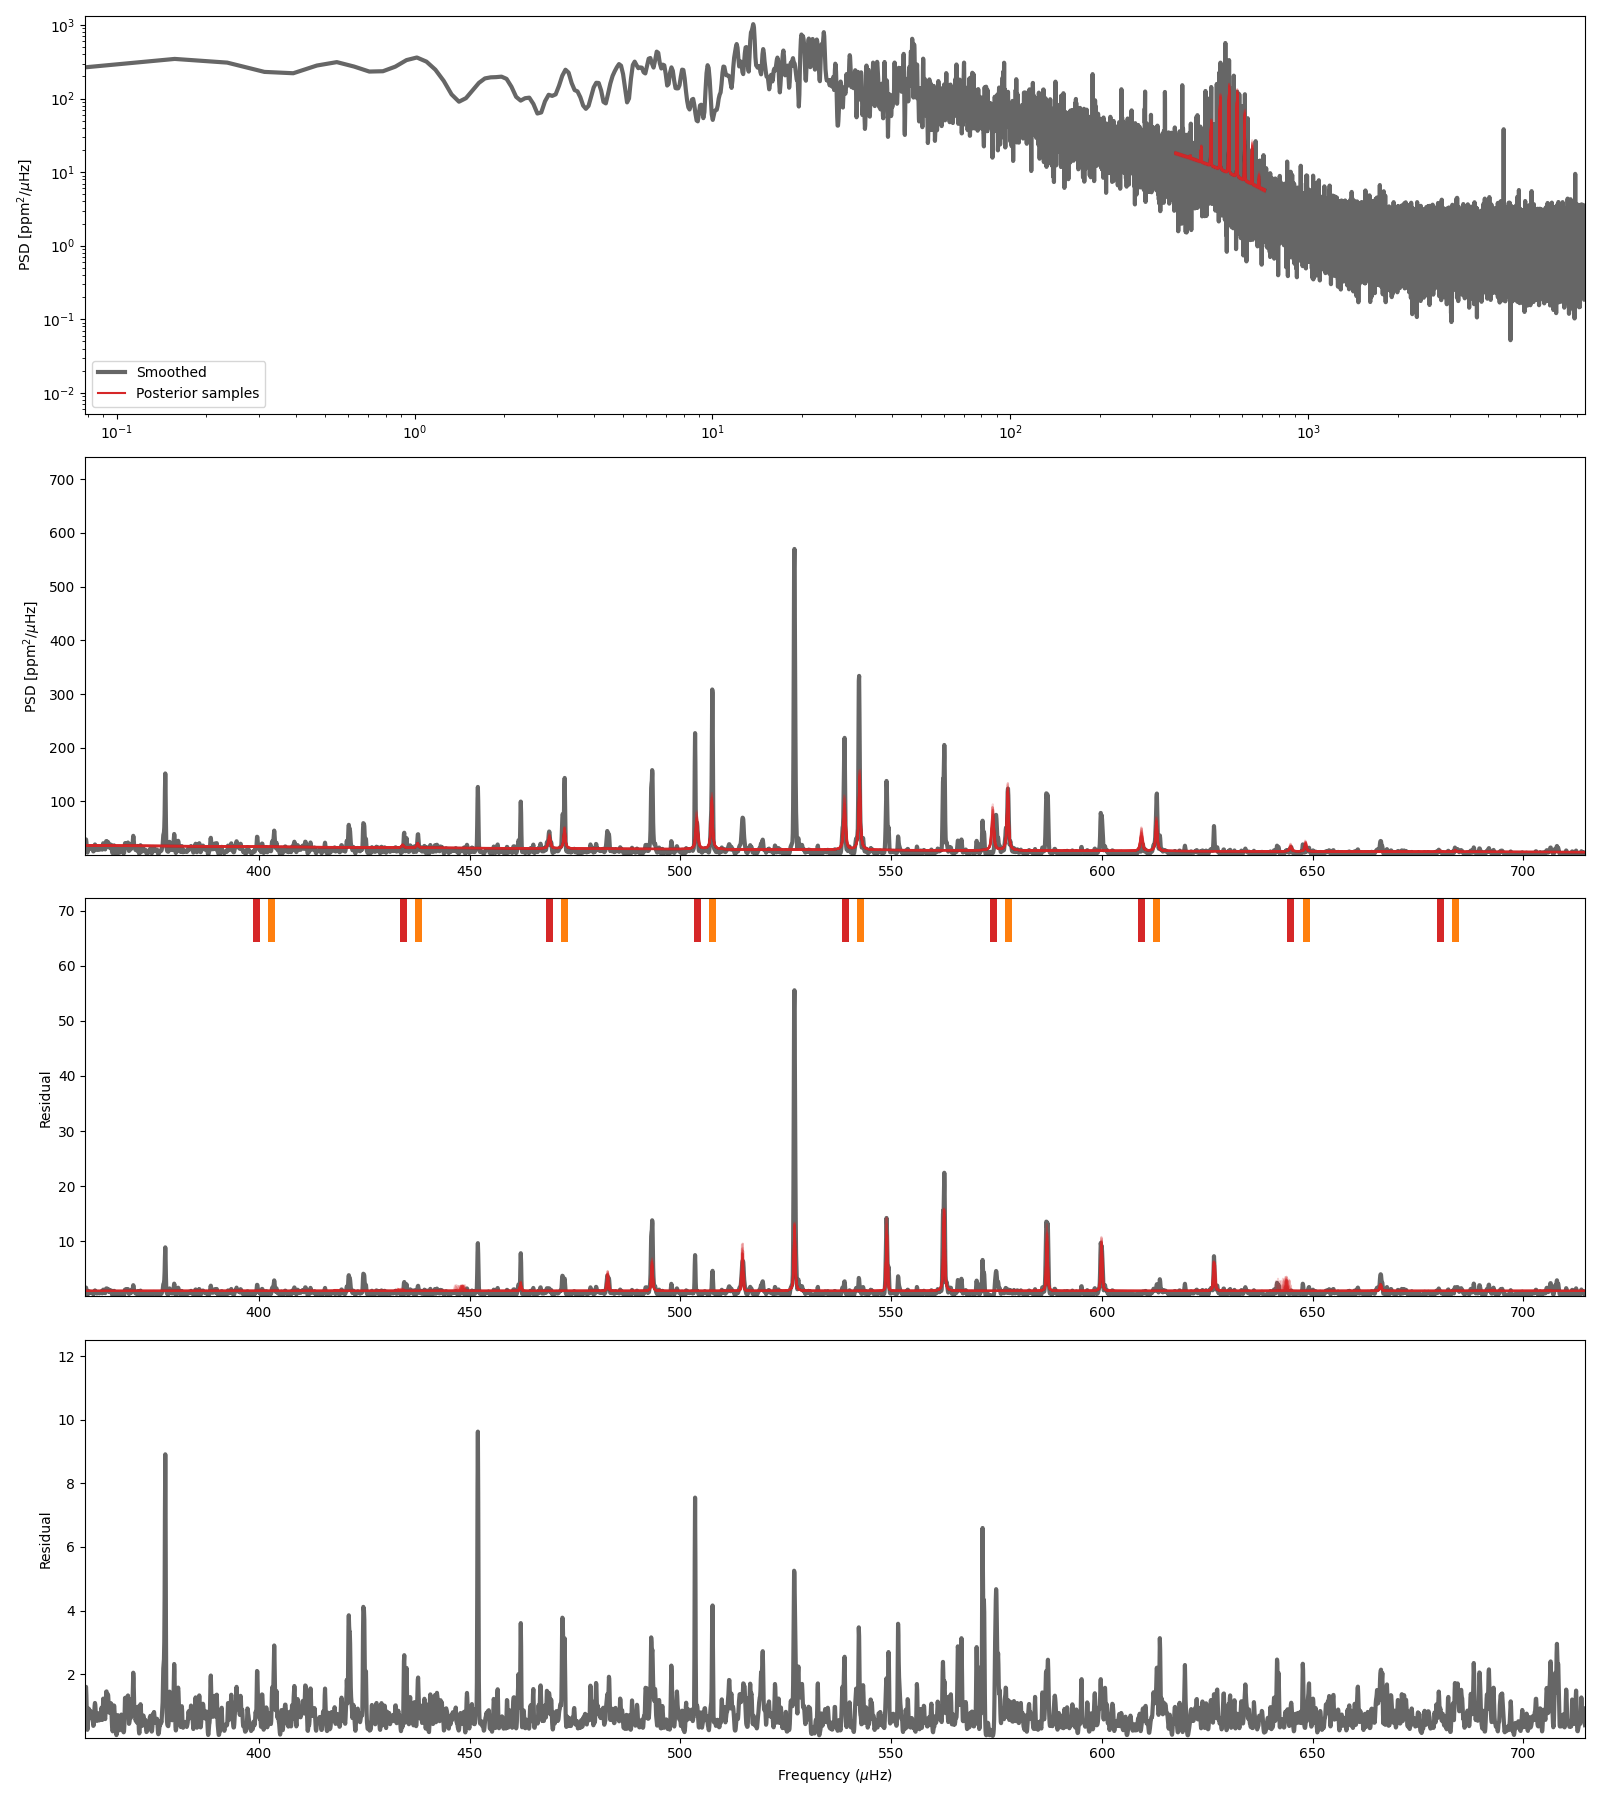 10³
10²
10¹
10⁰
10⁻¹
10⁻²
PSD [ppm²/μHz]
Smoothed
Posterior samples
10⁻¹ 10⁰ 10¹ 10² 10³
700
600
500
400
300
200
100
PSD [ppm²/μHz]
400 450 500 550 600 650 700
70
60
50
40
30
20
10
Residual
400 450 500 550 600 650 700
12
10
8
6
4
2
Residual
400 450 500 550 600 650 700
Frequency (μHz)